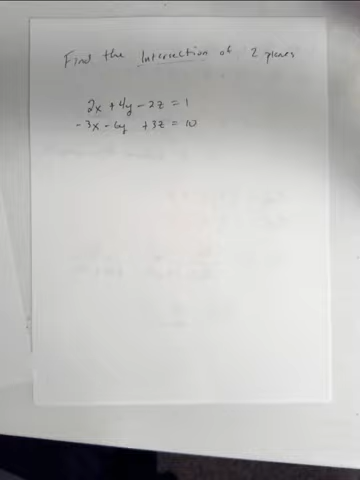 Find the Intersection of 2 planes
2x + 4y - 2z = 1
- 3x - 6y + 3z = 10